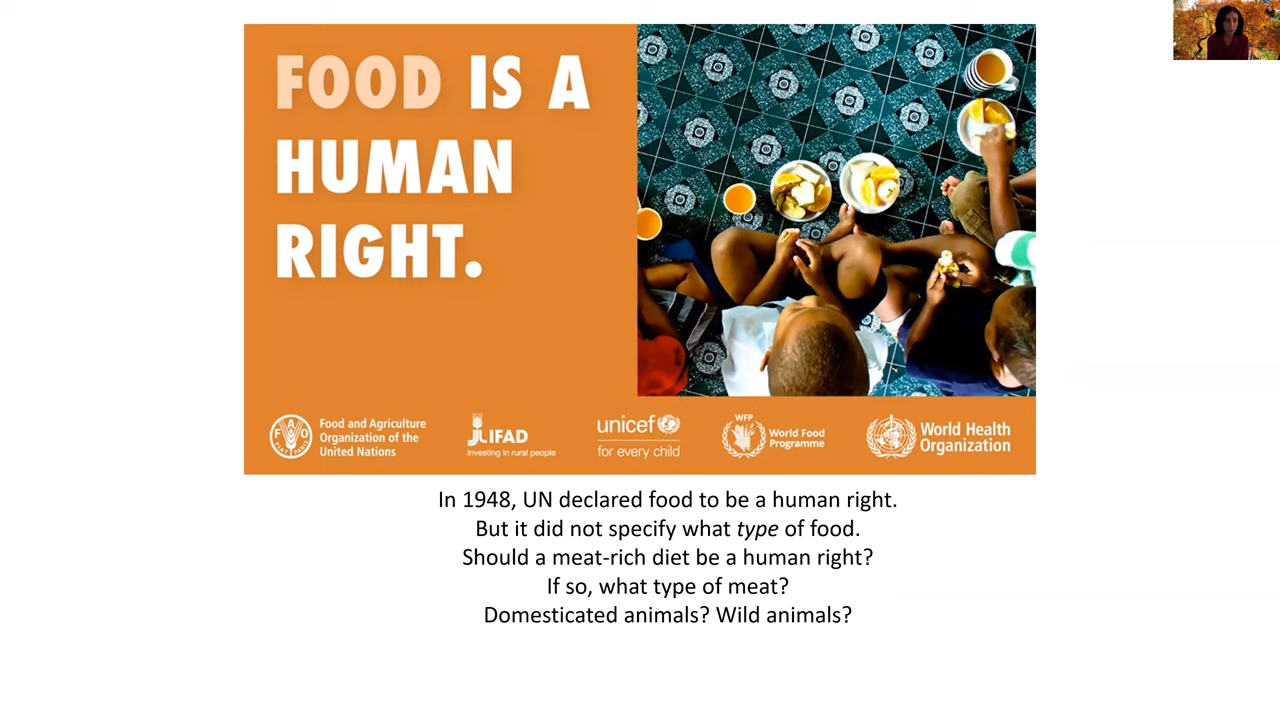 FOOD IS A
HUMAN
RIGHT.
FAO
FIAT PANIS
Food and Agriculture
Organization of the
United Nations
IFAD
Investing in rural people
unicef
for every child
WFP
World Food
Programme
World Health
Organization
In 1948, UN declared food to be a human right.
But it did not specify what type of food.
Should a meat-rich diet be a human right?
If so, what type of meat?
Domesticated animals? Wild animals?